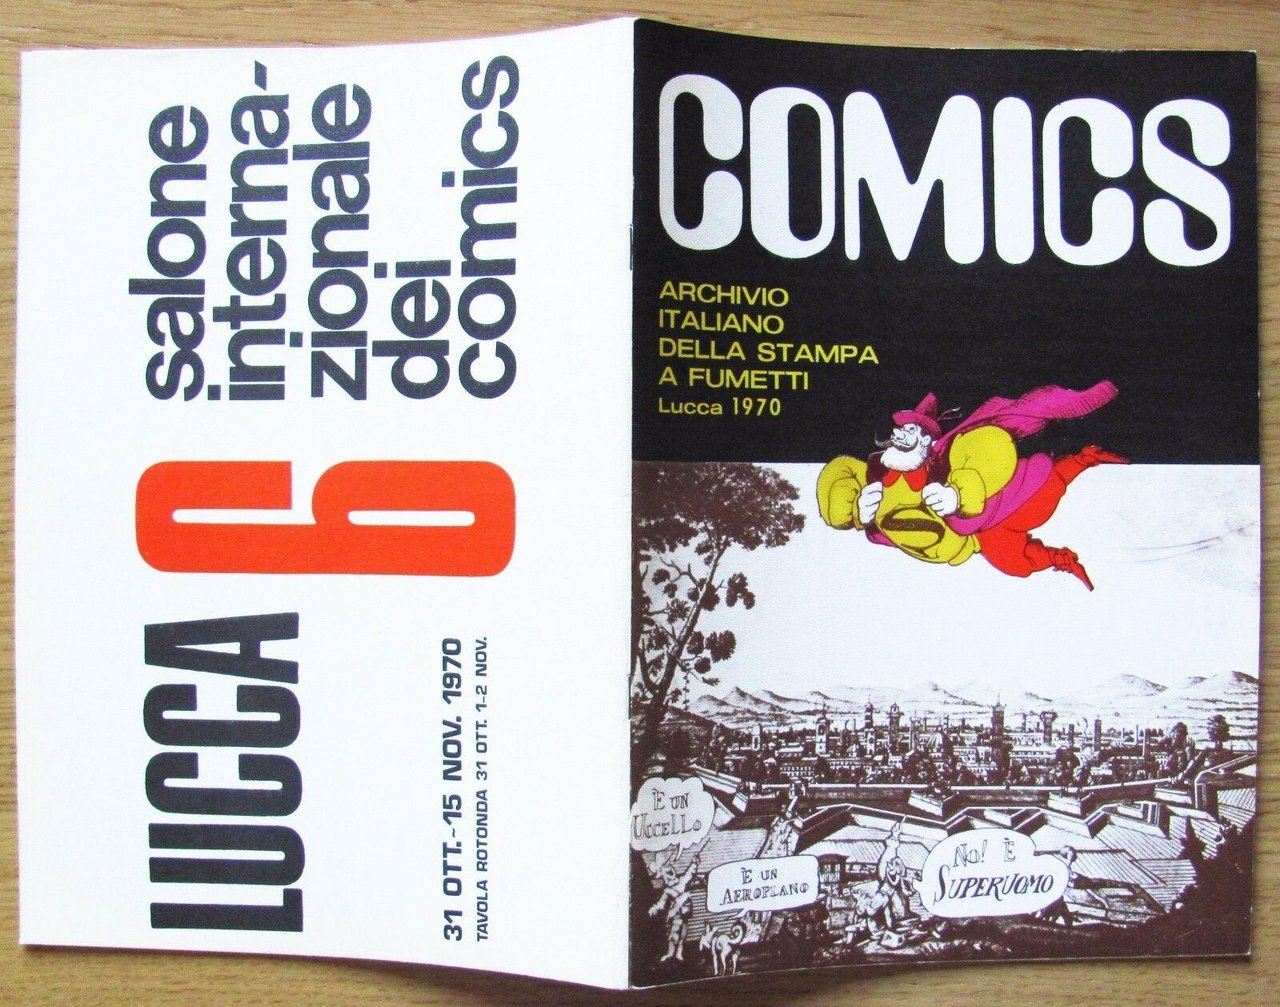 LUCCA 6
salone
interna-
zionale
dei
comics
31 OTT.-15 NOV. 1970
TAVOLA ROTONDA 31 OTT. 1-2 NOV.
COMICS
ARCHIVIO
ITALIANO
DELLA STAMPA
A FUMETTI
Lucca 1970
S
È UN
UCCELLO
È UN
AEROPLANO
NO! È
SUPERUOMO